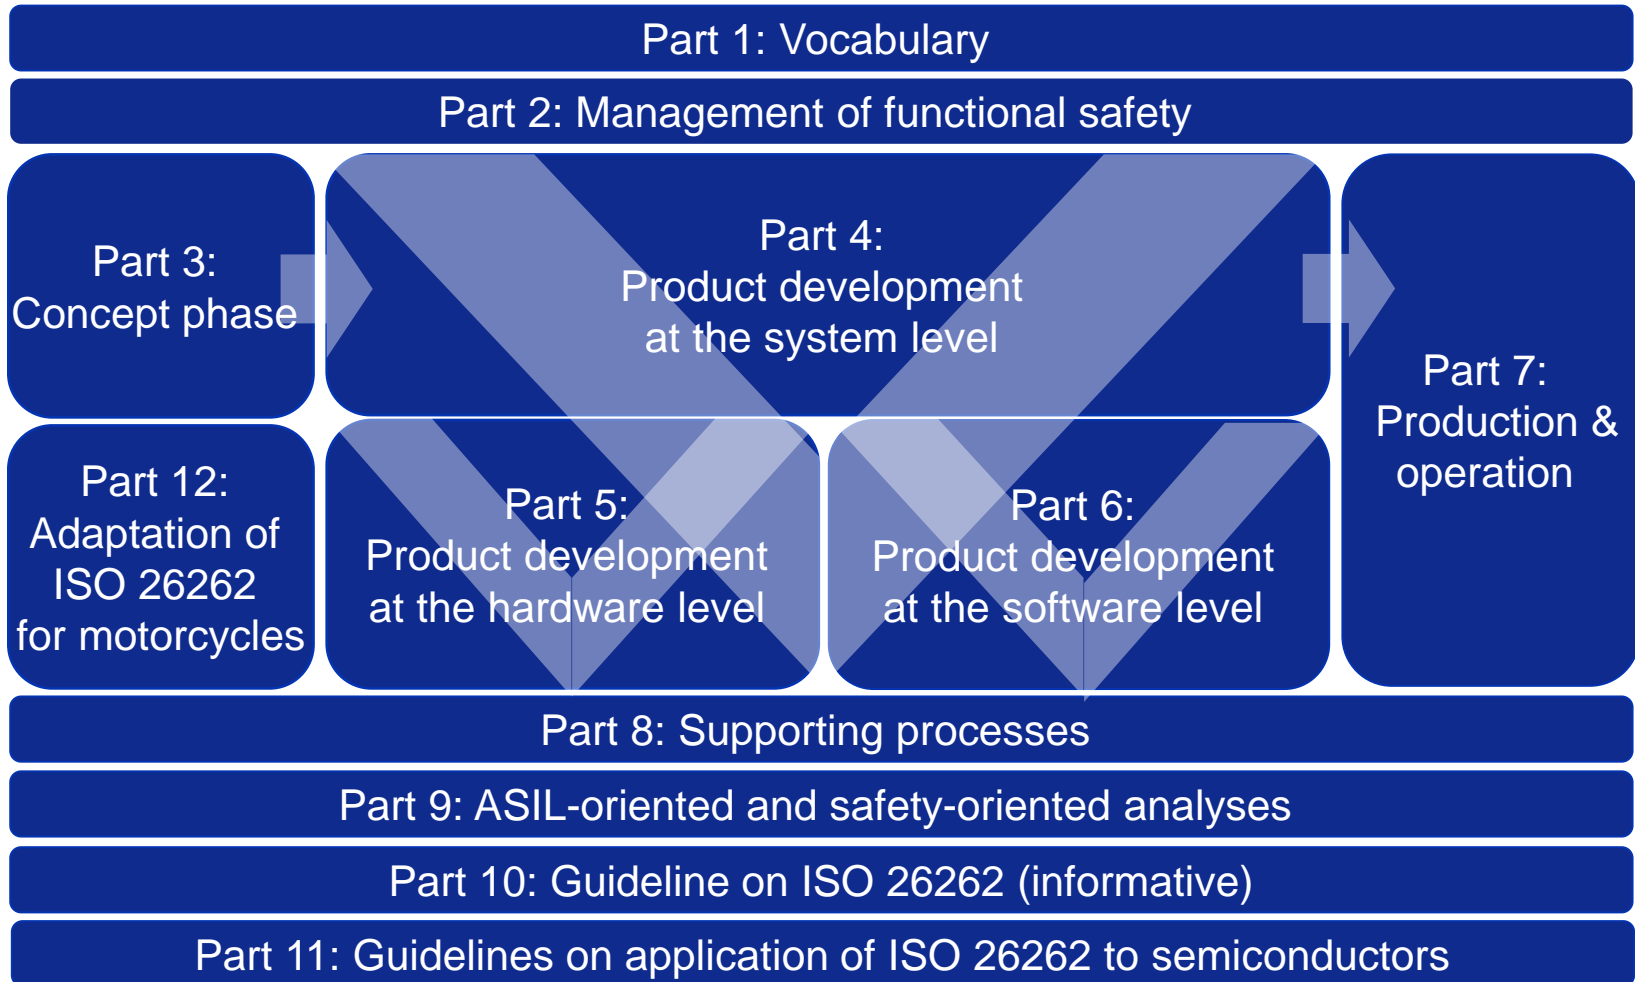 Part 1: Vocabulary
Part 2: Management of functional safety
Part 3:
Concept phase
Part 4:
Product development
at the system level
Part 7:
Production &
operation
Part 12:
Adaptation of
ISO 26262
for motorcycles
Part 5:
Product development
at the hardware level
Part 6:
Product development
at the software level
Part 8: Supporting processes
Part 9: ASIL-oriented and safety-oriented analyses
Part 10: Guideline on ISO 26262 (informative)
Part 11: Guidelines on application of ISO 26262 to semiconductors